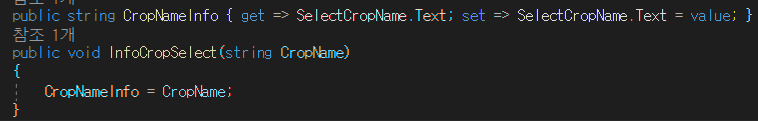 public string CropNameInfo { get => SelectCropName.Text; set => SelectCropName.Text = value; }
참조 1개
public void InfoCropSelect(string CropName)
{
CropNameInfo = CropName;
}